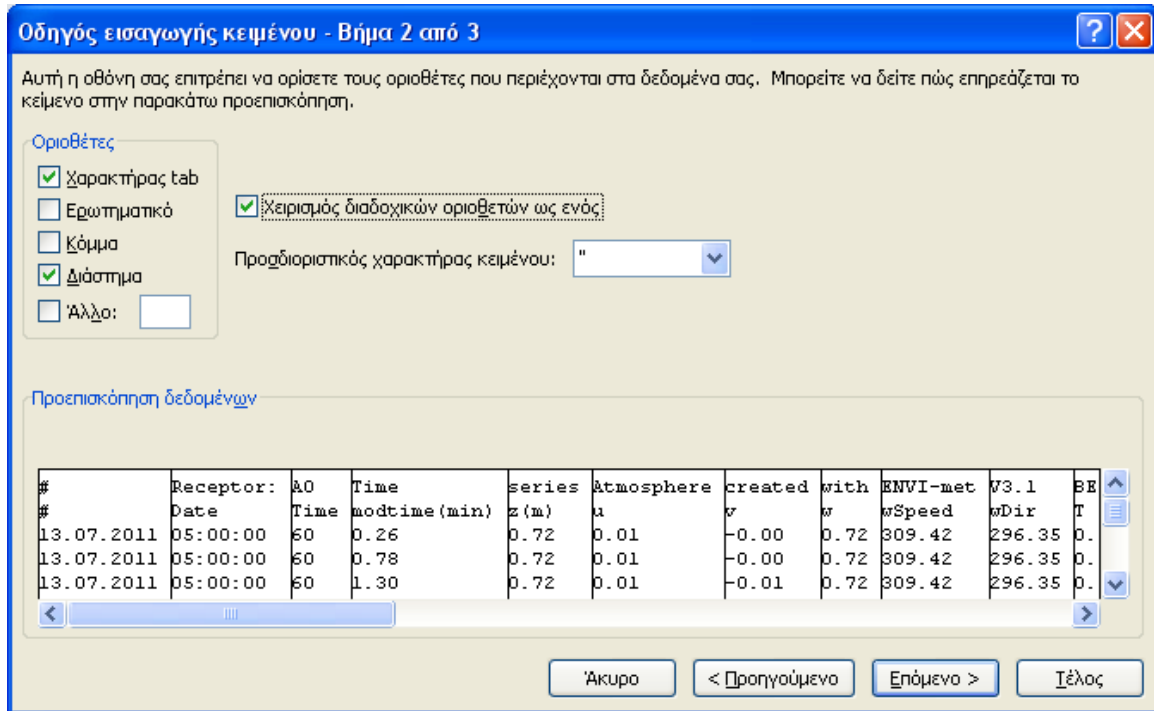 Οδηγός εισαγωγής κειμένου - Βήμα 2 από 3
Αυτή η οθόνη σας επιτρέπει να ορίσετε τους οριοθέτες που περιέχονται στα δεδομένα σας. Μπορείτε να δείτε πώς επηρεάζεται το
κείμενο στην παρακάτω προεπισκόπηση.
Οριοθέτες
Χαρακτήρας tab
Ερωτηματικό
Κόμμα
Διάστημα
Άλλο:
Χειρισμός διαδοχικών οριοθετών ως ενός
Προσδιοριστικός χαρακτήρας κειμένου: "
Προεπισκόπηση δεδομένων
# Receptor: A0 Time series Atmosphere created with ENVI-met V3.1 BE
# Date Time modtime(min) z(m) u v w wSpeed wDir T
13.07.2011 05:00:00 60 0.26 0.72 0.01 -0.00 0.72 309.42 296.35 0.
13.07.2011 05:00:00 60 0.78 0.72 0.01 -0.00 0.72 309.42 296.35 0.
13.07.2011 05:00:00 60 1.30 0.72 0.01 -0.01 0.72 309.42 296.35 0.
Άκυρο
< Προηγούμενο
Επόμενο >
Τέλος